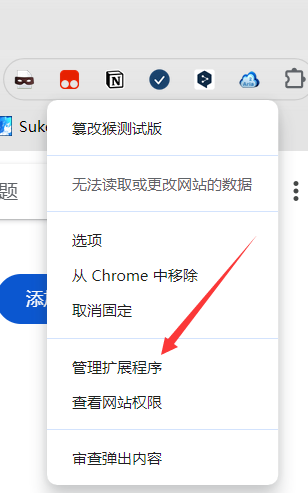 Aria
Suke
篡改猴测试版
无法读取或更改网站的数据
题
选项
从 Chrome 中移除
添加
取消固定
管理扩展程序
查看网站权限
审查弹出内容